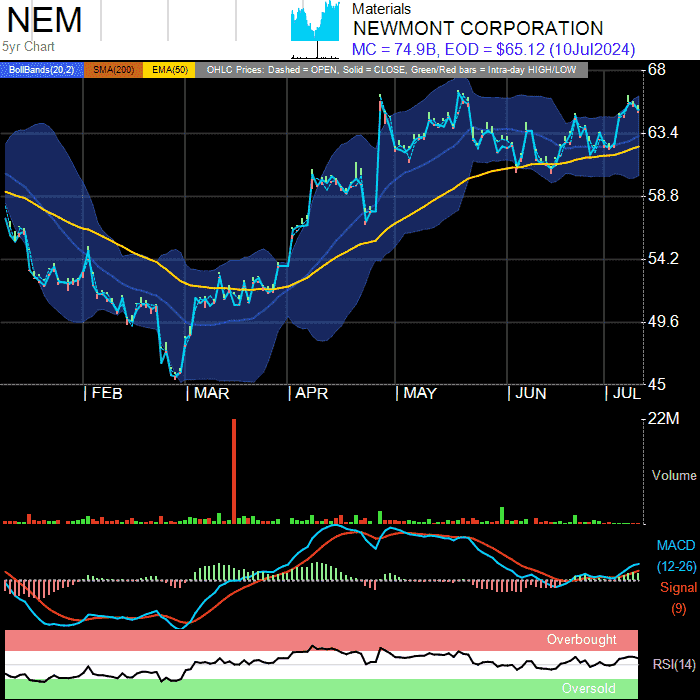 NEM
5yr Chart
Materials
NEWMONT CORPORATION
MC = 74.9B, EOD = $65.12 (10Jul2024)
BollBands(20,2) SMA(200) EMA(50) OHLC Prices: Dashed = OPEN, Solid = CLOSE, Green/Red bars = Intra-day HIGH/LOW
68
63.4
58.8
54.2
49.6
45
FEB MAR APR MAY JUN JUL
22M
Volume
MACD
(12-26)
Signal
(9)
Overbought
RSI(14)
Oversold